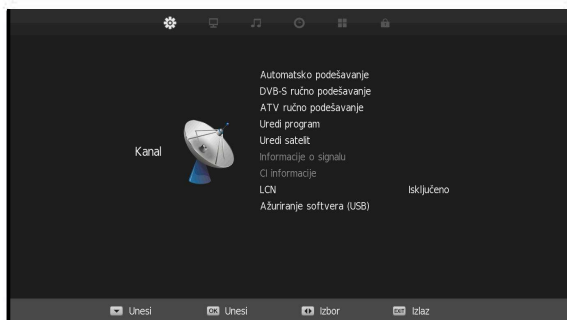 Automatsko podešavanje
DVB-S ručno podešavanje
ATV ručno podešavanje
Uredi program
Uredi satelit
Kanal
Informacije o signalu
CI informacije
LCN Isključeno
Ažuriranje softvera (USB)
Unesi OK Unesi Izbor EXIT Izlaz